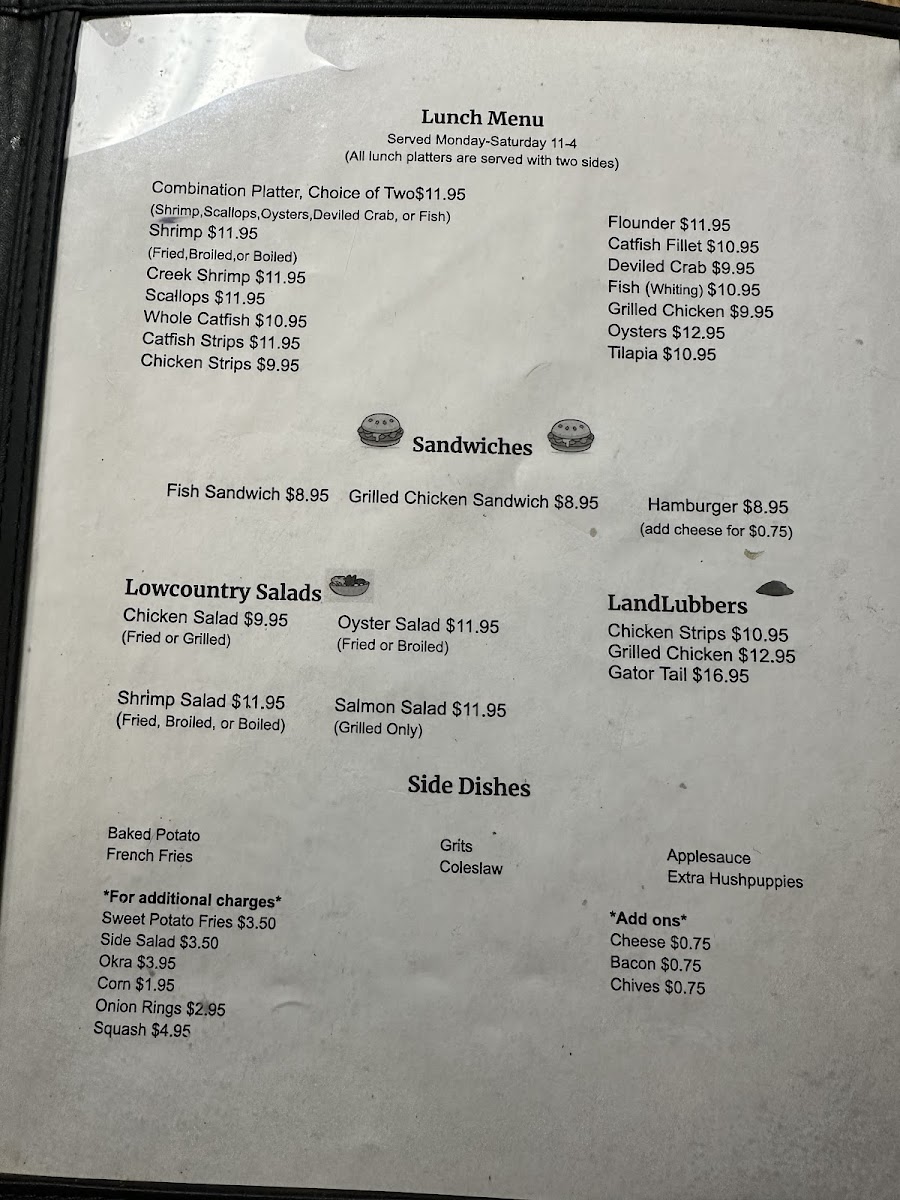 Lunch Menu
Served Monday-Saturday 11-4
(All lunch platters are served with two sides)
Combination Platter, Choice of Two$11.95
(Shrimp,Scallops,Oysters,Deviled Crab, or Fish)
Shrimp $11.95
(Fried,Broiled,or Boiled)
Creek Shrimp $11.95
Scallops $11.95
Whole Catfish $10.95
Catfish Strips $11.95
Chicken Strips $9.95
Flounder $11.95
Catfish Fillet $10.95
Deviled Crab $9.95
Fish (Whiting) $10.95
Grilled Chicken $9.95
Oysters $12.95
Tilapia $10.95
Sandwiches
Fish Sandwich $8.95
Grilled Chicken Sandwich $8.95
Hamburger $8.95
(add cheese for $0.75)
Lowcountry Salads
Chicken Salad $9.95
(Fried or Grilled)
Oyster Salad $11.95
(Fried or Broiled)
Shrimp Salad $11.95
(Fried, Broiled, or Boiled)
Salmon Salad $11.95
(Grilled Only)
LandLubbers
Chicken Strips $10.95
Grilled Chicken $12.95
Gator Tail $16.95
Side Dishes
Baked Potato
French Fries
Grits
Coleslaw
Applesauce
Extra Hushpuppies
*For additional charges*
Sweet Potato Fries $3.50
Side Salad $3.50
Okra $3.95
Corn $1.95
Onion Rings $2.95
Squash $4.95
*Add ons*
Cheese $0.75
Bacon $0.75
Chives $0.75